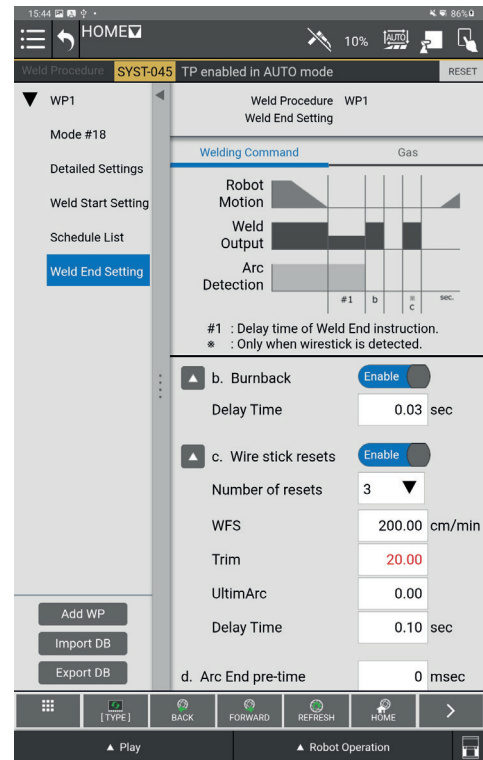 15:44
86%
HOME
10%
AUTO
Weld Procedure SYST-045 TP enabled in AUTO mode RESET
WP1
Mode #18
Detailed Settings
Weld Start Setting
Schedule List
Weld End Setting
Add WP
Import DB
Export DB
Weld Procedure WP1
Weld End Setting
Welding Command Gas
Robot
Motion
Weld
Output
Arc
Detection
#1 b ※ c sec.
#1 : Delay time of Weld End instruction.
※ : Only when wirestick is detected.
b. Burnback Enable
Delay Time 0.03 sec
c. Wire stick resets Enable
Number of resets 3
WFS 200.00 cm/min
Trim 20.00
UltimArc 0.00
Delay Time 0.10 sec
d. Arc End pre-time 0 msec
[TYPE] BACK FORWARD REFRESH HOME
Play Robot Operation